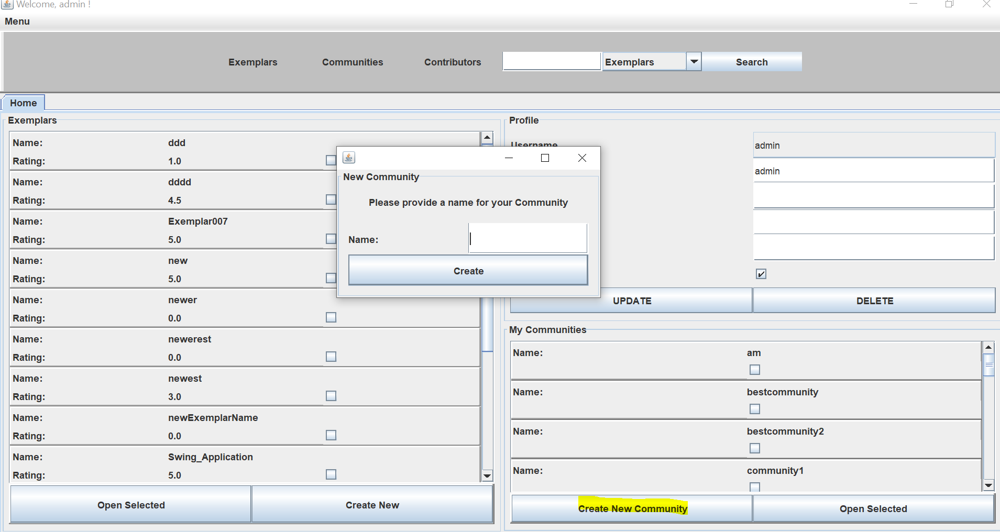 Welcome, admin !
Menu
Exemplars Communities Contributors Exemplars Search
Home
Exemplars
Name: ddd
Rating: 1.0
Name: dddd
Rating: 4.5
Name: Exemplar007
Rating: 5.0
Name: new
Rating: 5.0
Name: newer
Rating: 0.0
Name: newerest
Rating: 0.0
Name: newest
Rating: 3.0
Name: newExemplarName
Rating: 0.0
Name: Swing_Application
Rating: 5.0
Open Selected Create New
New Community
Please provide a name for your Community
Name:
Create
Profile
Username admin
admin
UPDATE DELETE
My Communities
Name: am
Name: bestcommunity
Name: bestcommunity2
Name: community1
Create New Community Open Selected